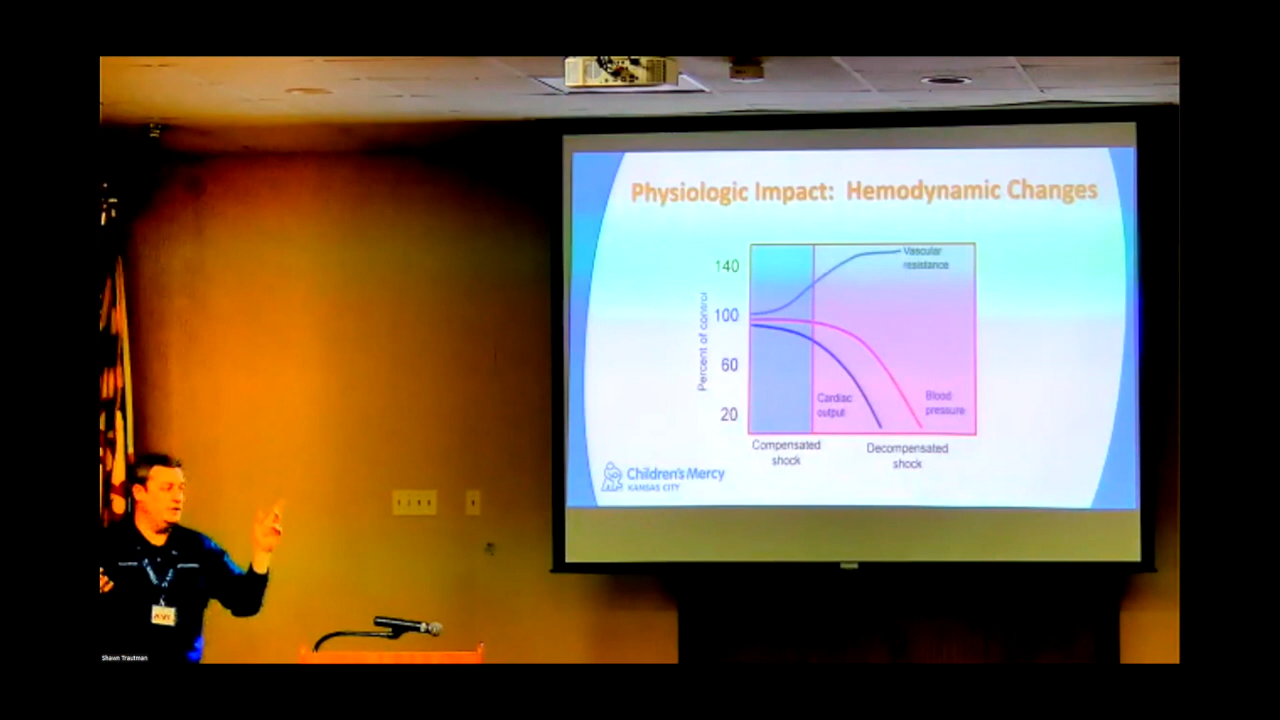 Physiologic Impact: Hemodynamic Changes
140
100
60
20
Percent of control
Vascular
resistance
Cardiac
output
Blood
pressure
Compensated
shock
Decompensated
shock
Children's Mercy
KANSAS CITY
Shawn Trautman